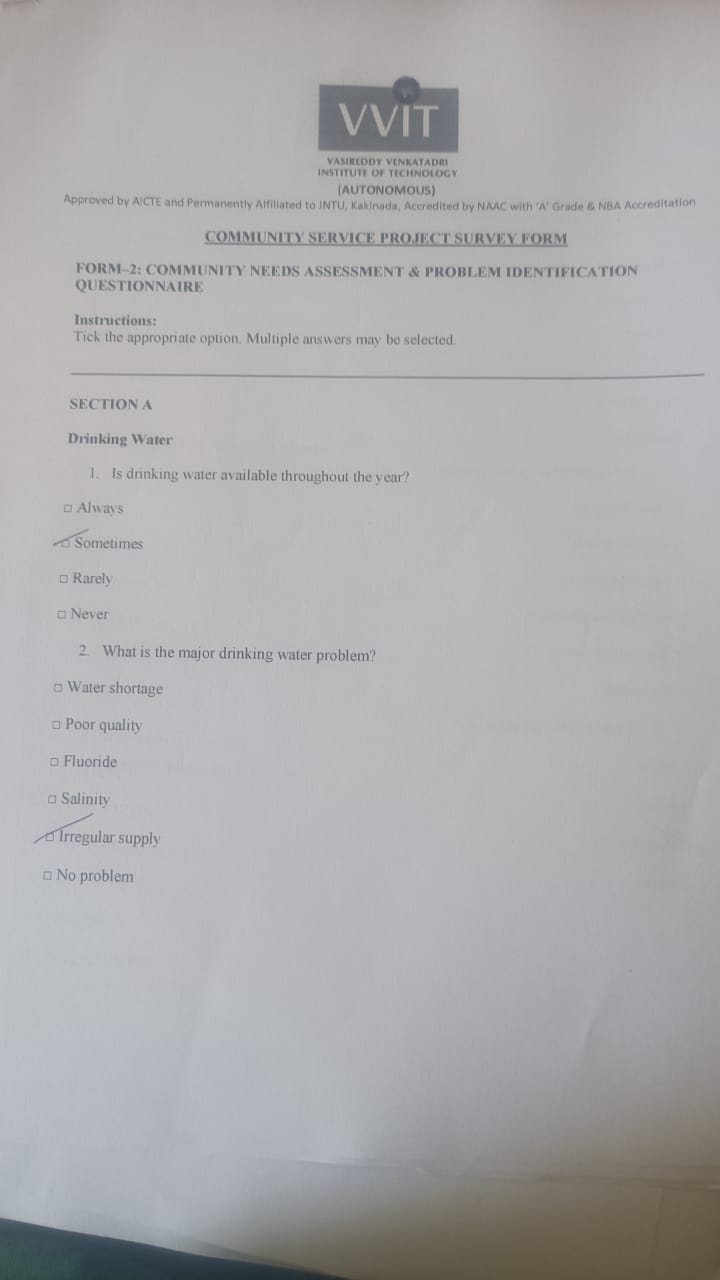 VVIT
VASIREDDY VENKATADRI
INSTITUTE OF TECHNOLOGY
(AUTONOMOUS)
Approved by AICTE and Permanently Affiliated to JNTU, Kakinada, Accredited by NAAC with 'A' Grade & NBA Accreditation
COMMUNITY SERVICE PROJECT SURVEY FORM
FORM–2: COMMUNITY NEEDS ASSESSMENT & PROBLEM IDENTIFICATION
QUESTIONNAIRE
Instructions:
Tick the appropriate option. Multiple answers may be selected.
SECTION A
Drinking Water
1. Is drinking water available throughout the year?
□ Always
□ Sometimes
□ Rarely
□ Never
2. What is the major drinking water problem?
□ Water shortage
□ Poor quality
□ Fluoride
□ Salinity
□ Irregular supply
□ No problem